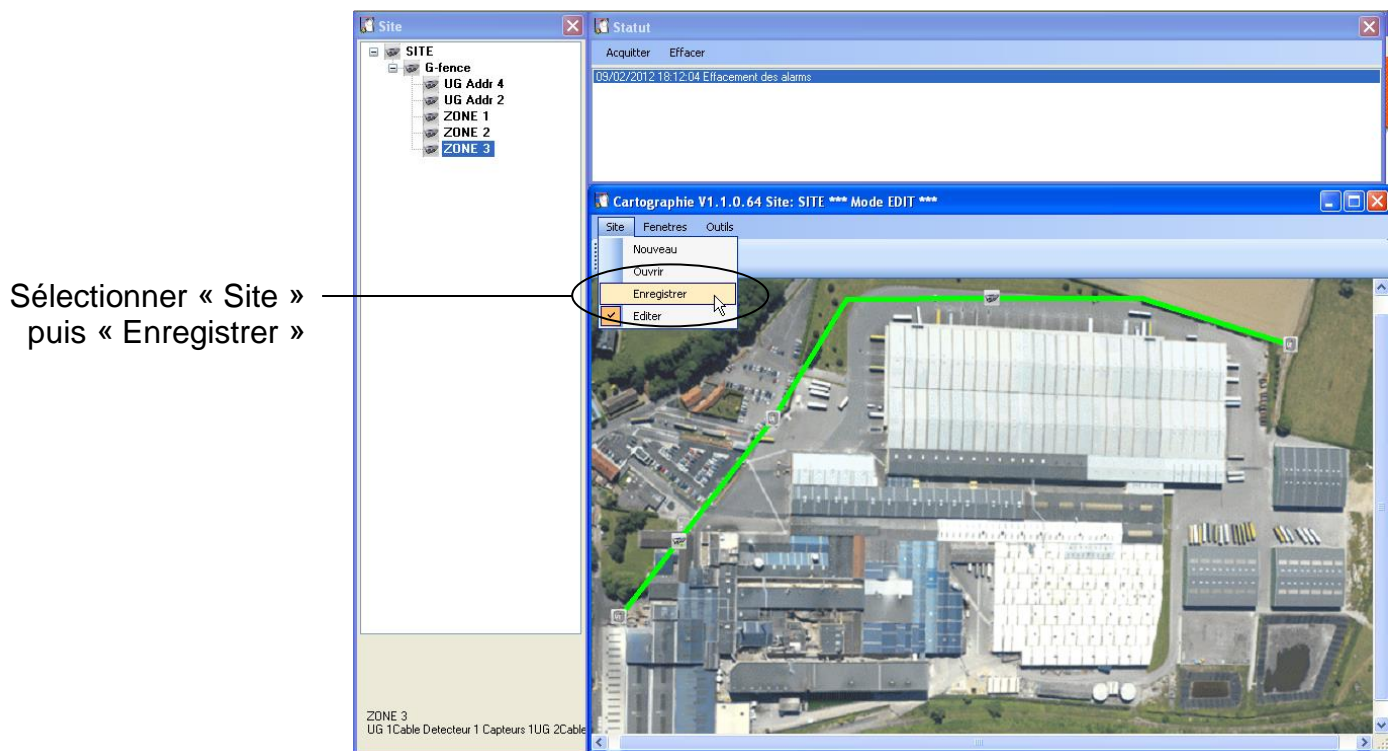 Sélectionner « Site »
puis « Enregistrer »
Site
SITE
G-fence
UG Addr 4
UG Addr 2
ZONE 1
ZONE 2
ZONE 3
ZONE 3
UG 1Cable Detecteur 1 Capteurs 1UG 2Cable
Statut
Acquitter Effacer
09/02/2012 18:12:04 Effacement des alarms
Cartographie V1.1.0.64 Site: SITE *** Mode EDIT ***
Site Fenetres Outils
Nouveau
Ouvrir
Enregistrer
Editer